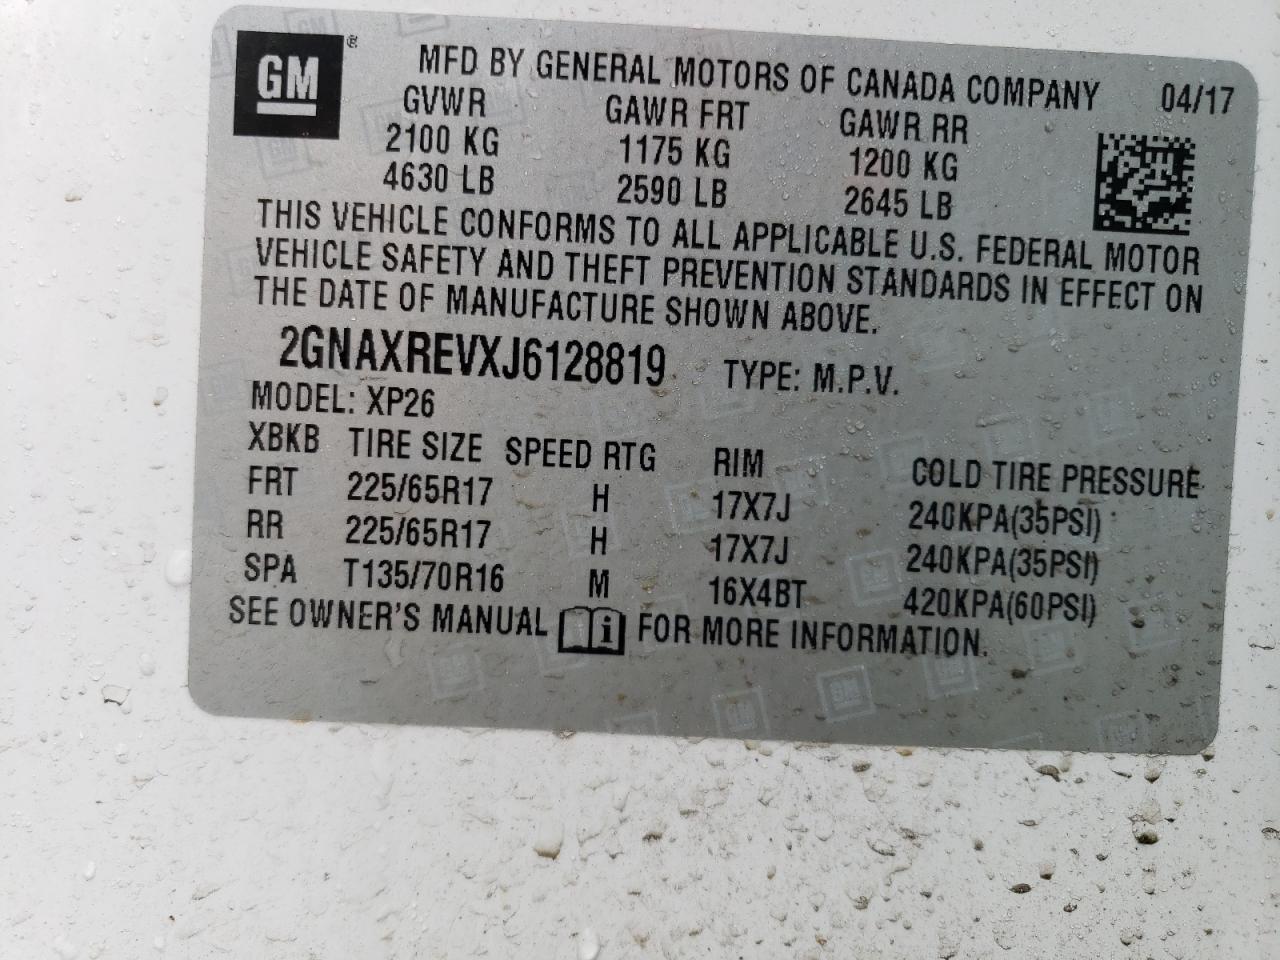 GM ®
MFD BY GENERAL MOTORS OF CANADA COMPANY 04/17
GVWR GAWR FRT GAWR RR
2100 KG 1175 KG 1200 KG
4630 LB 2590 LB 2645 LB
THIS VEHICLE CONFORMS TO ALL APPLICABLE U.S. FEDERAL MOTOR
VEHICLE SAFETY AND THEFT PREVENTION STANDARDS IN EFFECT ON
THE DATE OF MANUFACTURE SHOWN ABOVE.
2GNAXREVXJ6128819 TYPE: M.P.V.
MODEL: XP26
XBKB TIRE SIZE SPEED RTG RIM COLD TIRE PRESSURE
FRT 225/65R17 H 17X7J 240KPA(35PSI)
RR 225/65R17 H 17X7J 240KPA(35PSI)
SPA T135/70R16 M 16X4BT 420KPA(60PSI)
SEE OWNER'S MANUAL i FOR MORE INFORMATION.